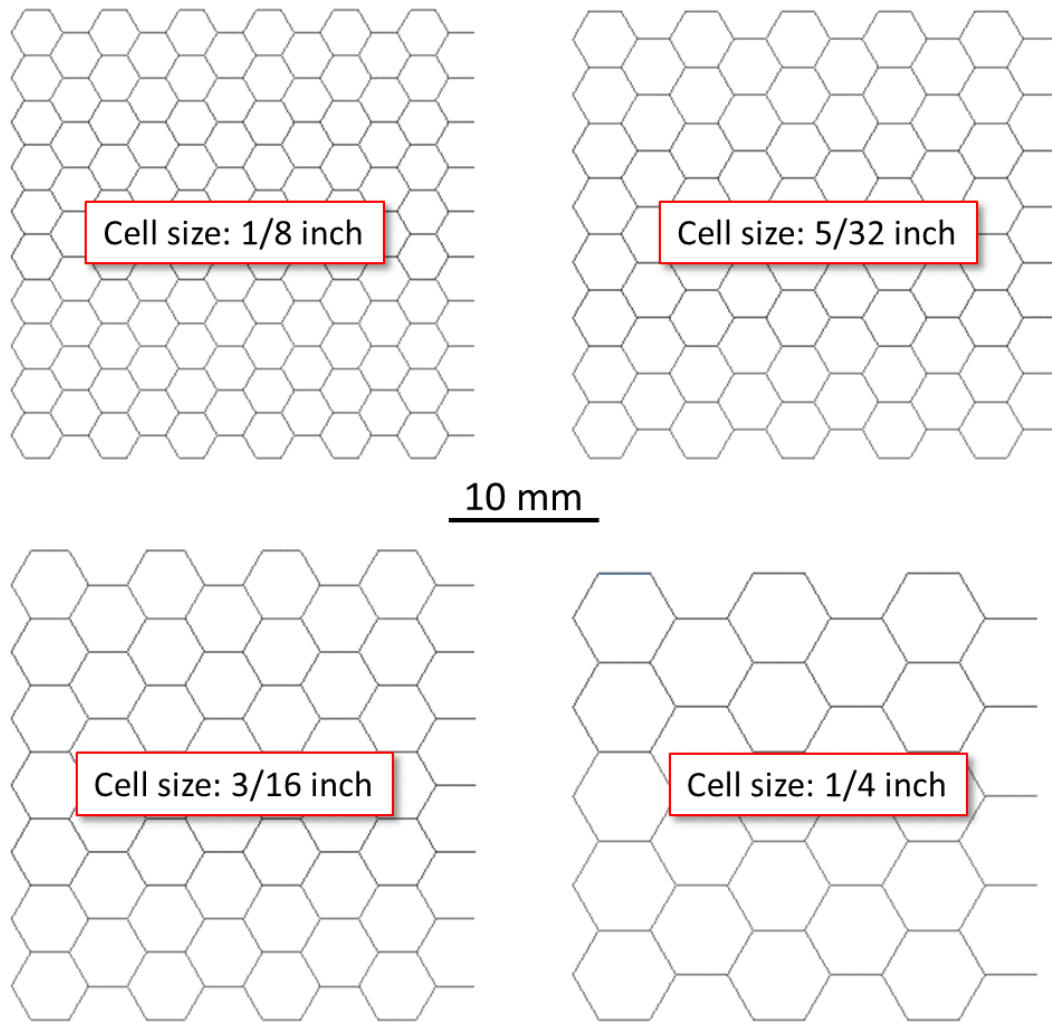 Cell size: 1/8 inch
Cell size: 5/32 inch
10 mm
Cell size: 3/16 inch
Cell size: 1/4 inch